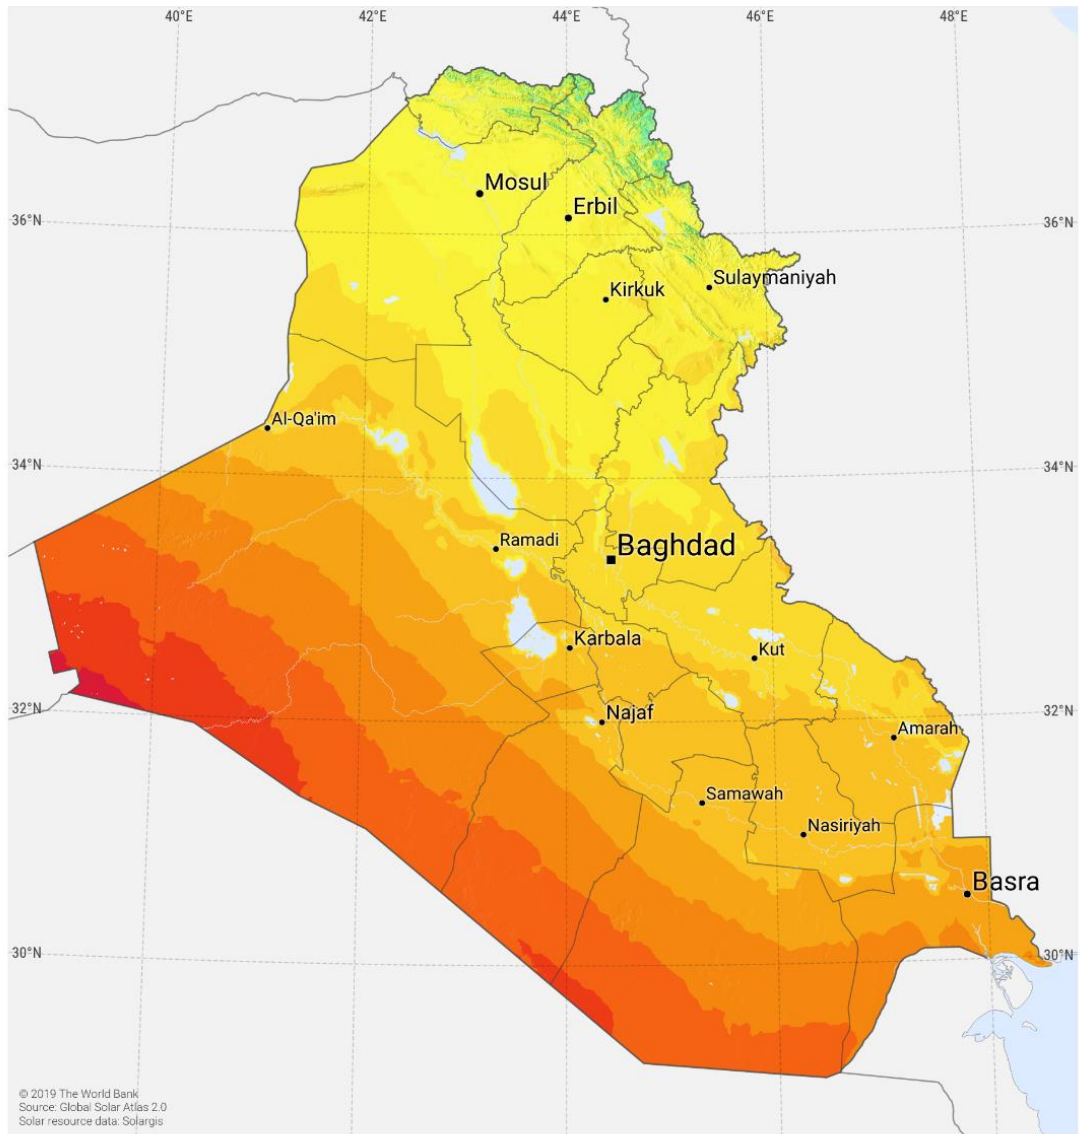 40°E 42°E 44°E 46°E 48°E
Mosul
Erbil
36°N 36°N
Sulaymaniyah
Kirkuk
Al-Qa'im
34°N 34°N
Ramadi
Baghdad
Karbala
Kut
32°N 32°N
Najaf
Amarah
Samawah
Nasiriyah
Basra
30°N 30°N
© 2019 The World Bank
Source: Global Solar Atlas 2.0
Solar resource data: Solargis